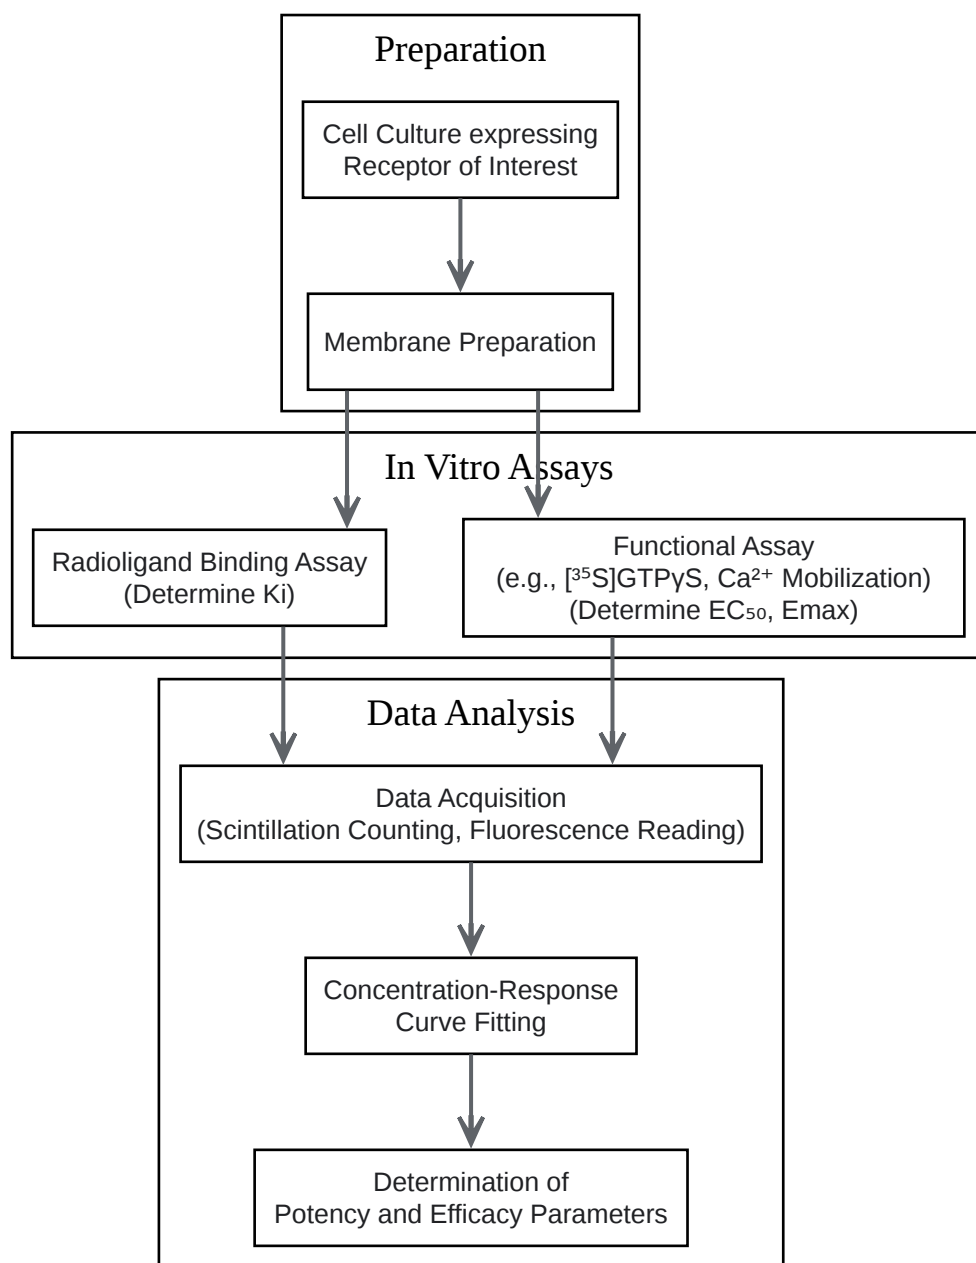 Preparation
Cell Culture expressing
Receptor of Interest
Membrane Preparation
In Vitro Assays
Radioligand Binding Assay
(Determine Ki)
Functional Assay
(e.g., [³⁵S]GTPγS, Ca²⁺ Mobilization)
(Determine EC₅₀, Emax)
Data Analysis
Data Acquisition
(Scintillation Counting, Fluorescence Reading)
Concentration-Response
Curve Fitting
Determination of
Potency and Efficacy Parameters